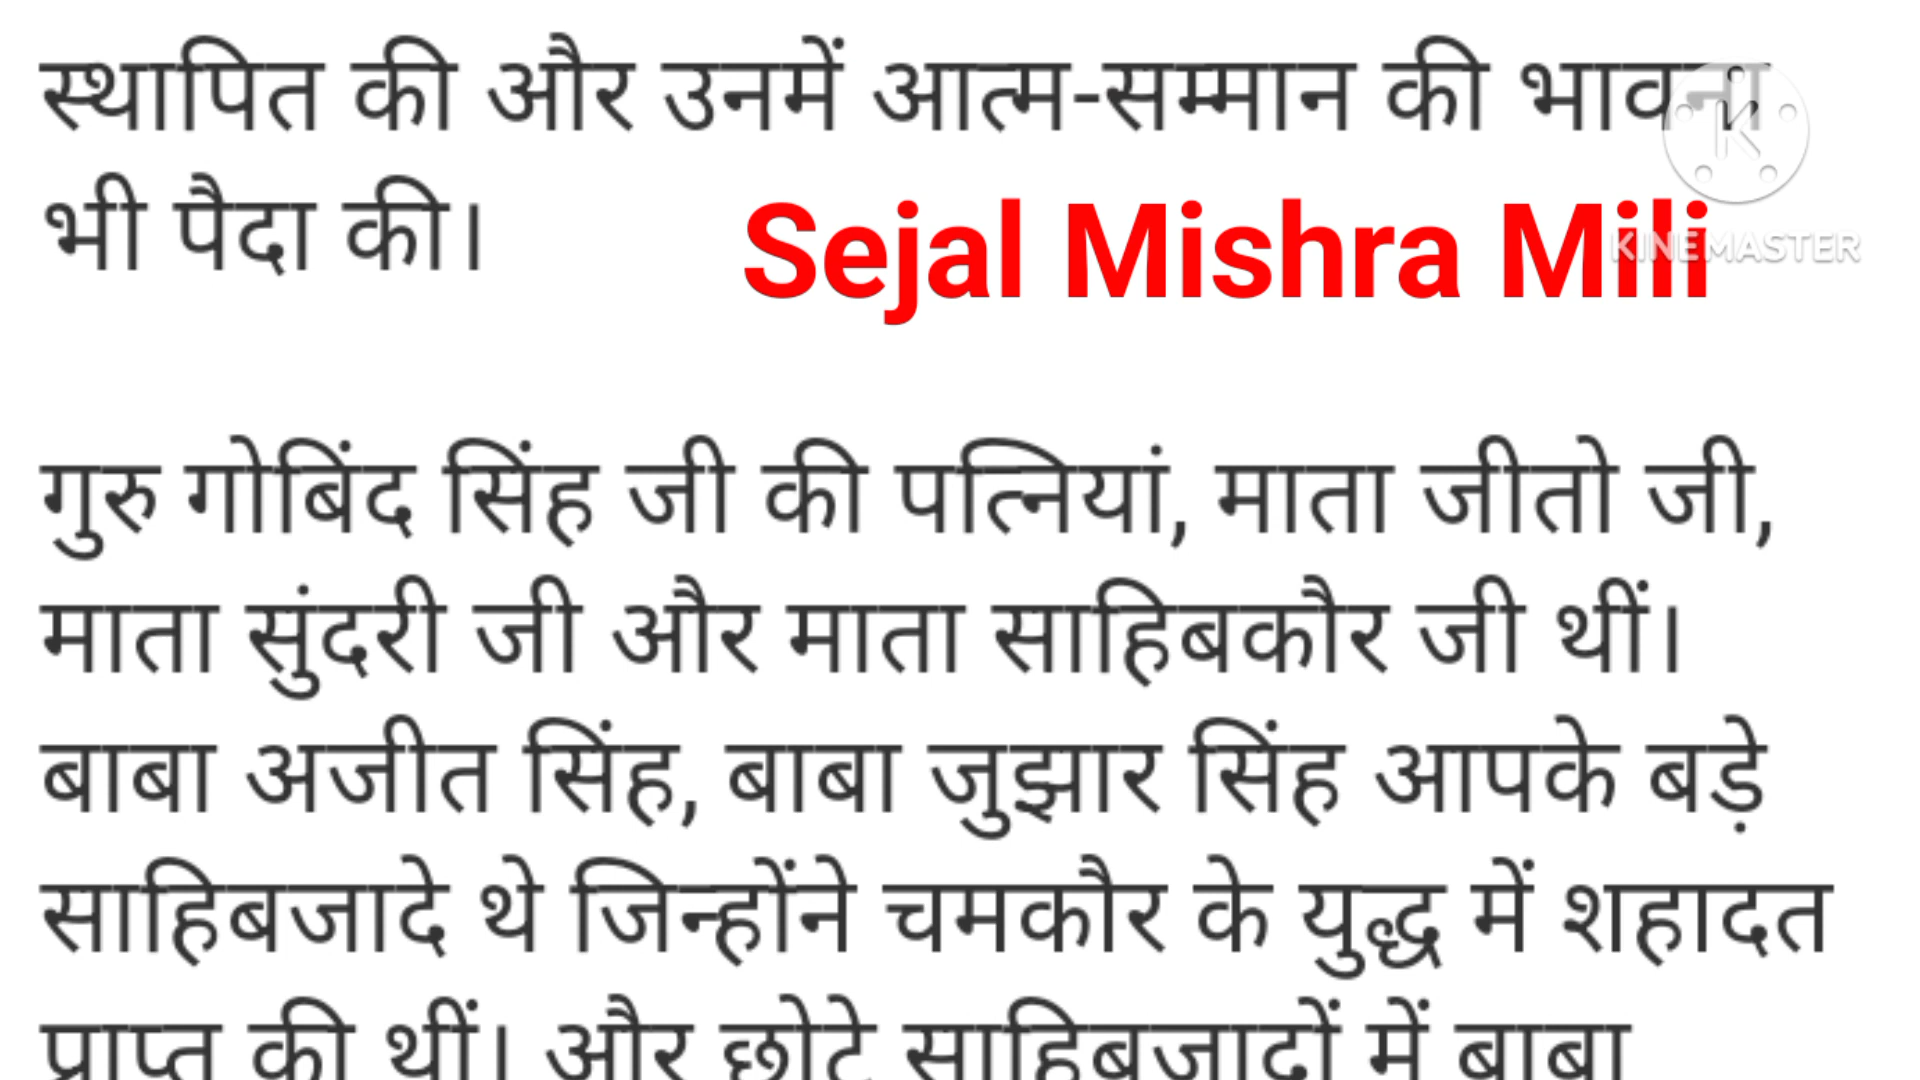 स्थापित की और उनमें आत्म-सम्मान की भावना
भी पैदा की।
Sejal Mishra Mili
K
KINEMASTER
गुरु गोबिंद सिंह जी की पत्नियां, माता जीतो जी,
माता सुंदरी जी और माता साहिबकौर जी थीं।
बाबा अजीत सिंह, बाबा जुझार सिंह आपके बड़े
साहिबजादे थे जिन्होंने चमकौर के युद्ध में शहादत
प्राप्त की थीं। और छोटे साहिबजादों में बाबा